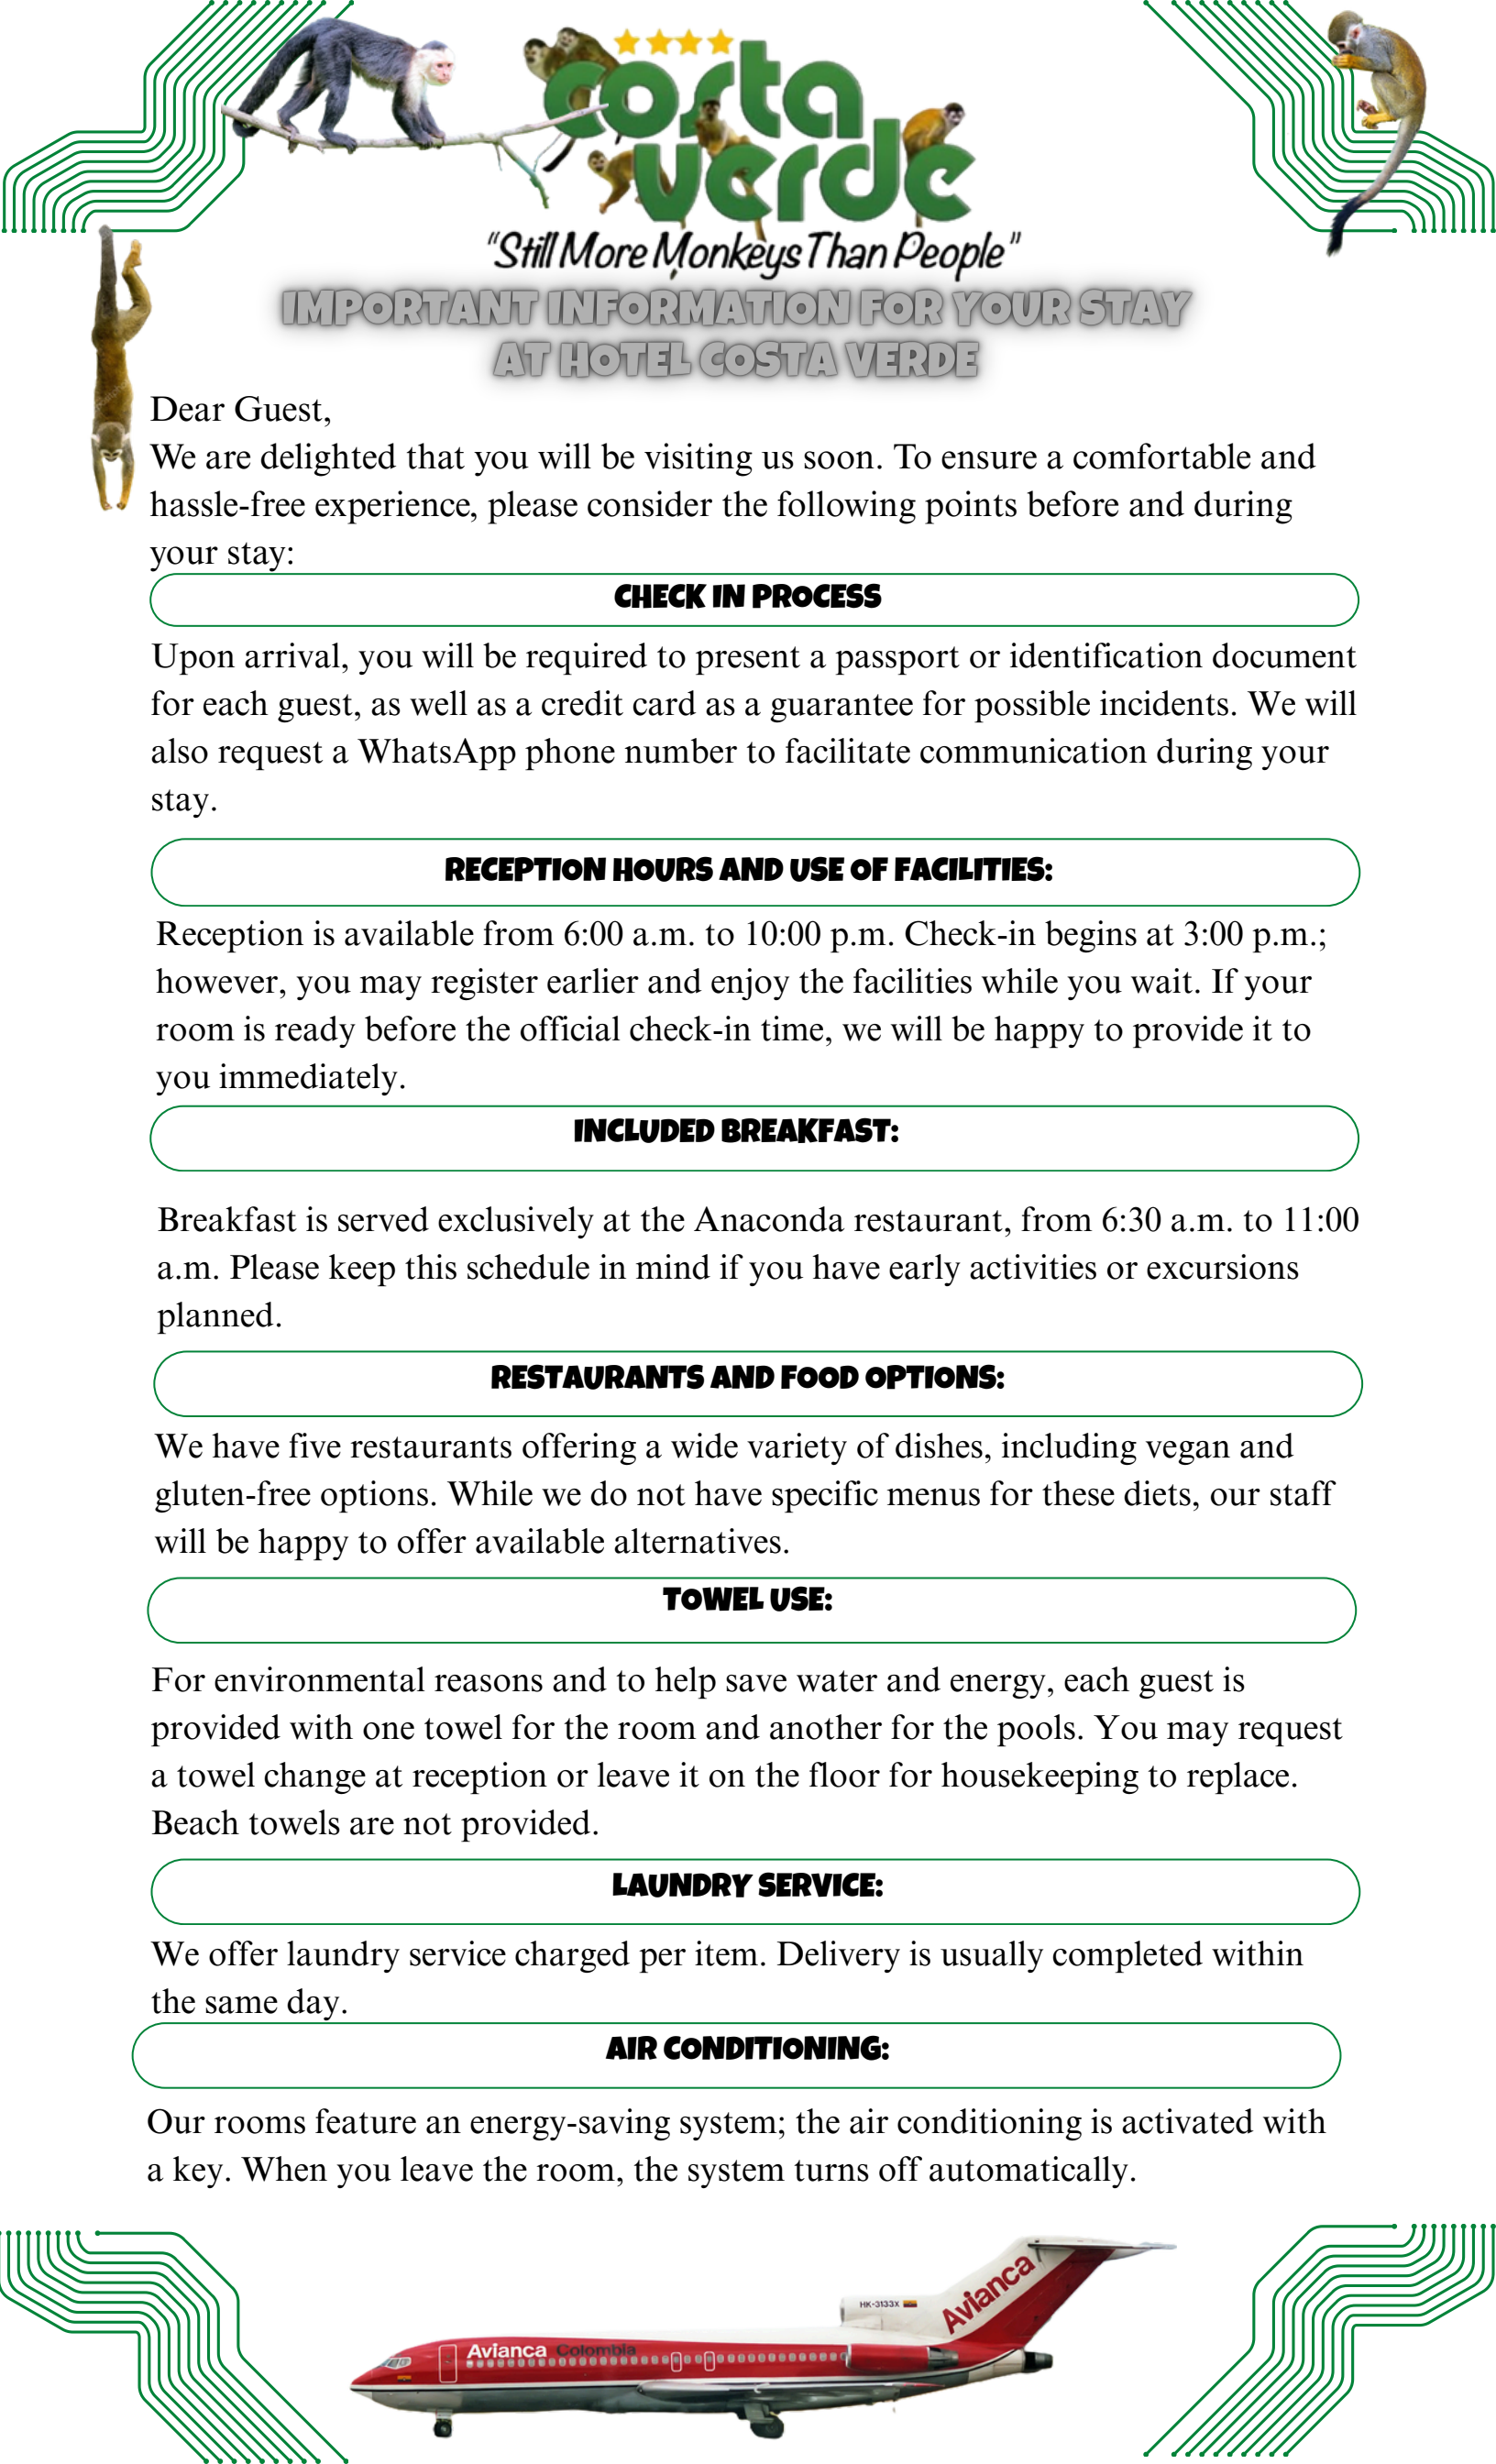 costa
verde
“Still More Monkeys Than People”
IMPORTANT INFORMATION FOR YOUR STAY
AT HOTEL COSTA VERDE
Dear Guest,
We are delighted that you will be visiting us soon. To ensure a comfortable and
hassle-free experience, please consider the following points before and during
your stay:
CHECK IN PROCESS
Upon arrival, you will be required to present a passport or identification document
for each guest, as well as a credit card as a guarantee for possible incidents. We will
also request a WhatsApp phone number to facilitate communication during your
stay.
RECEPTION HOURS AND USE OF FACILITIES:
Reception is available from 6:00 a.m. to 10:00 p.m. Check-in begins at 3:00 p.m.;
however, you may register earlier and enjoy the facilities while you wait. If your
room is ready before the official check-in time, we will be happy to provide it to
you immediately.
INCLUDED BREAKFAST:
Breakfast is served exclusively at the Anaconda restaurant, from 6:30 a.m. to 11:00
a.m. Please keep this schedule in mind if you have early activities or excursions
planned.
RESTAURANTS AND FOOD OPTIONS:
We have five restaurants offering a wide variety of dishes, including vegan and
gluten-free options. While we do not have specific menus for these diets, our staff
will be happy to offer available alternatives.
TOWEL USE:
For environmental reasons and to help save water and energy, each guest is
provided with one towel for the room and another for the pools. You may request
a towel change at reception or leave it on the floor for housekeeping to replace.
Beach towels are not provided.
LAUNDRY SERVICE:
We offer laundry service charged per item. Delivery is usually completed within
the same day.
AIR CONDITIONING:
Our rooms feature an energy-saving system; the air conditioning is activated with
a key. When you leave the room, the system turns off automatically.
Avianca
HK-3133X
Avianca Colombia